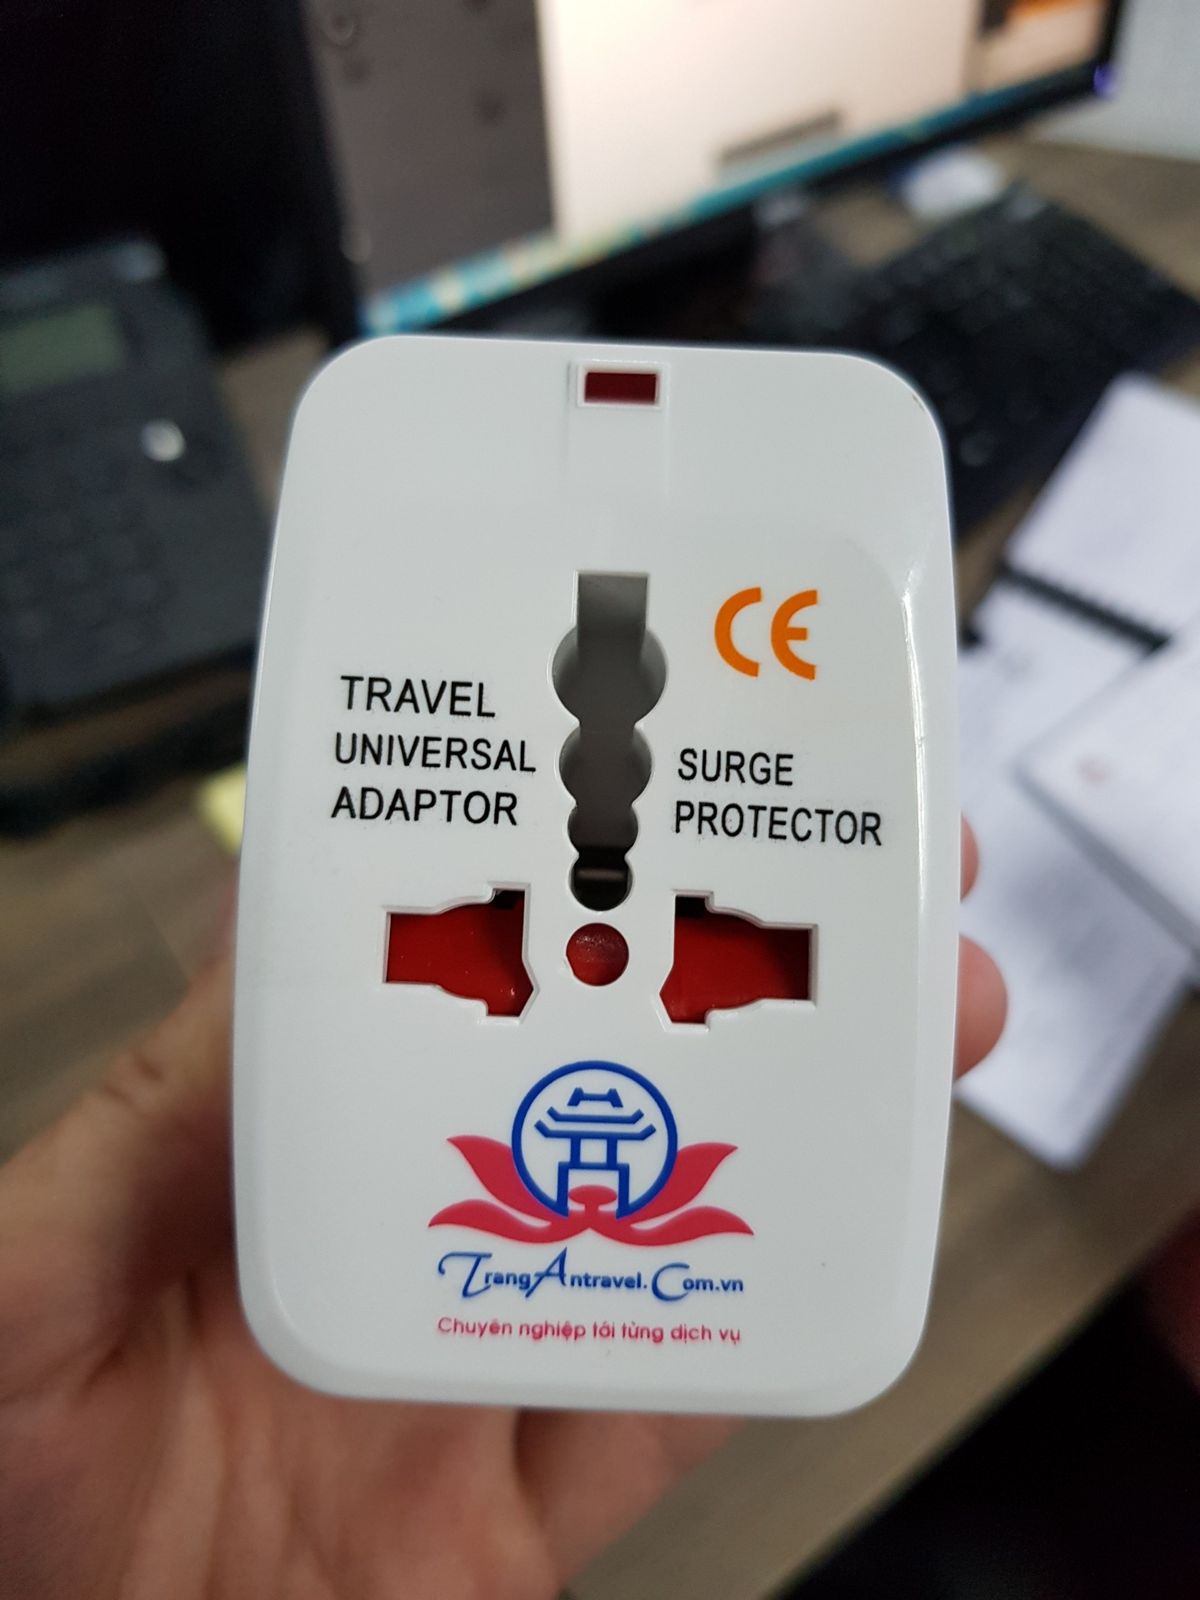 CE
TRAVEL
UNIVERSAL
ADAPTOR
SURGE
PROTECTOR
TrangAntravel.Com.vn
Chuyên nghiệp tới từng dịch vụ